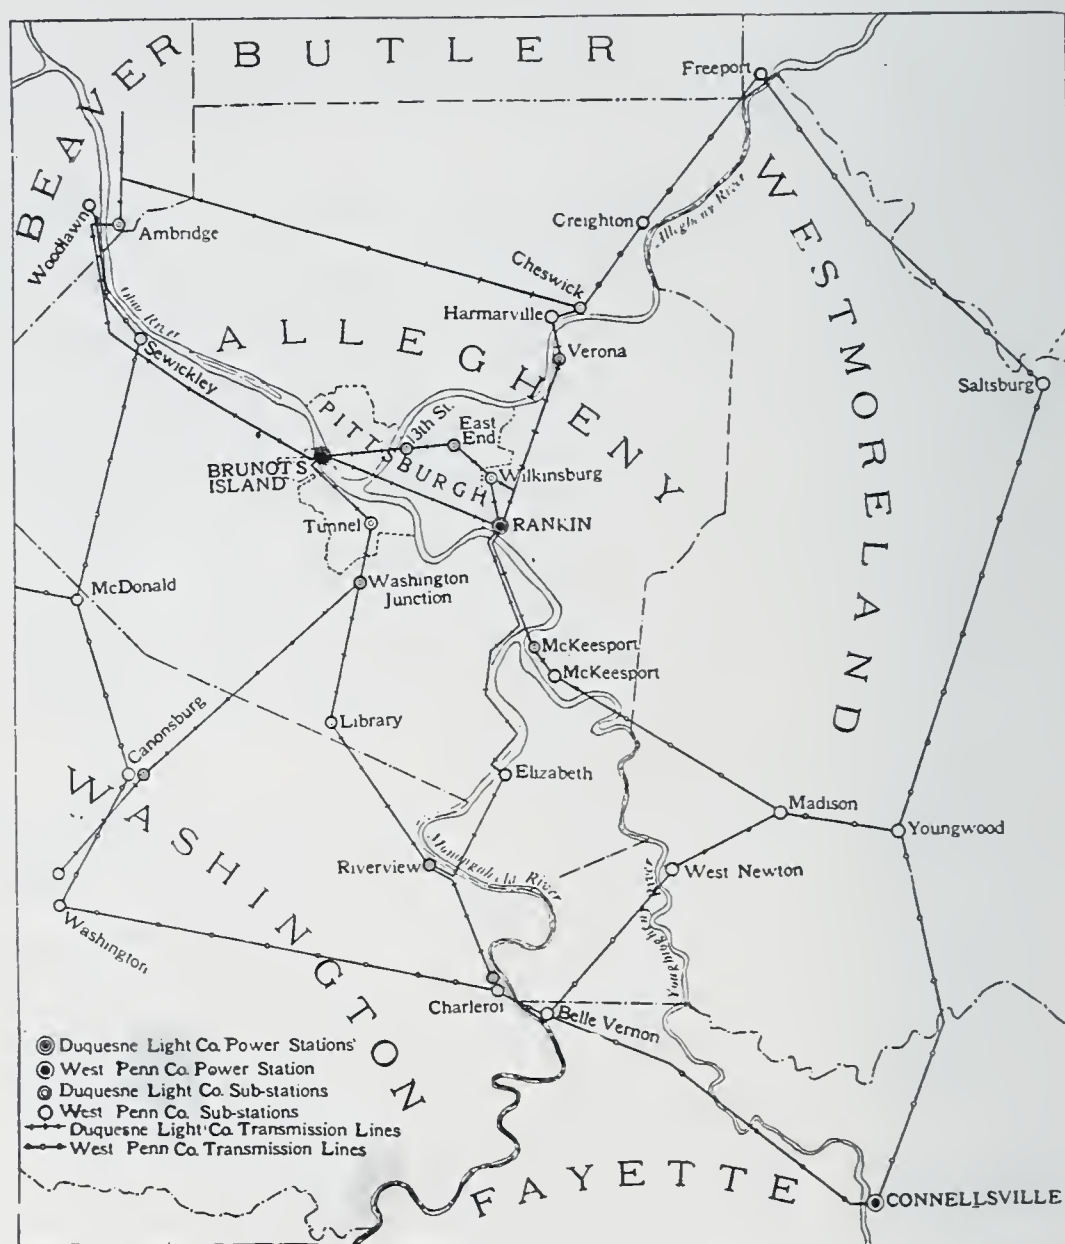 BUTLER
BEAVER
Freeport
WESTMORELAND
Woodlawn
Ambridge
Creighton
Allegheny River
Cheswick
Harmarville
Ohio River
ALLEGHENY
Verona
Sewickley
Saltsburg
PITTSBURGH
13th St.
East
End
BRUNOT'S
ISLAND
Wilkinsburg
Tunnel
RANKIN
McDonald
Washington
Junction
McKeesport
McKeesport
Canonsburg
Library
WASHINGTON
Elizabeth
Madison
Youngwood
Riverview
Monongahela River
West Newton
Youghiogheny River
Washington
Charleroi
Belle Vernon
Duquesne Light Co. Power Stations
West Penn Co. Power Station
Duquesne Light Co. Sub-stations
West Penn Co. Sub-stations
Duquesne Light Co. Transmission Lines
West Penn Co. Transmission Lines
FAYETTE
CONNELLSVILLE